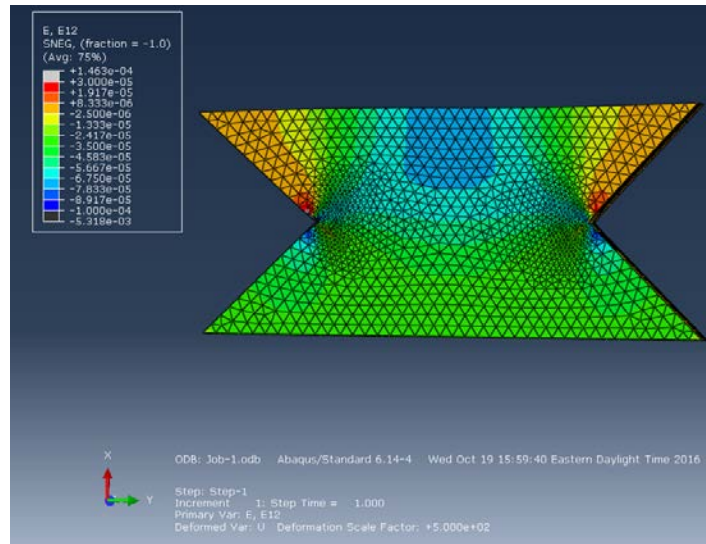 E, E12
SNEG, (fraction = -1.0)
(Avg: 75%)
+1.463e-04
+3.000e-05
+1.917e-05
+8.333e-06
-2.500e-06
-1.333e-05
-2.417e-05
-3.500e-05
-4.583e-05
-5.667e-05
-6.750e-05
-7.833e-05
-8.917e-05
-1.000e-04
-5.318e-03
X
Y
ODB: Job-1.odb Abaqus/Standard 6.14-4 Wed Oct 19 15:59:40 Eastern Daylight Time 2016
Step: Step-1
Increment 1: Step Time = 1.000
Primary Var: E, E12
Deformed Var: U Deformation Scale Factor: +5.000e+02